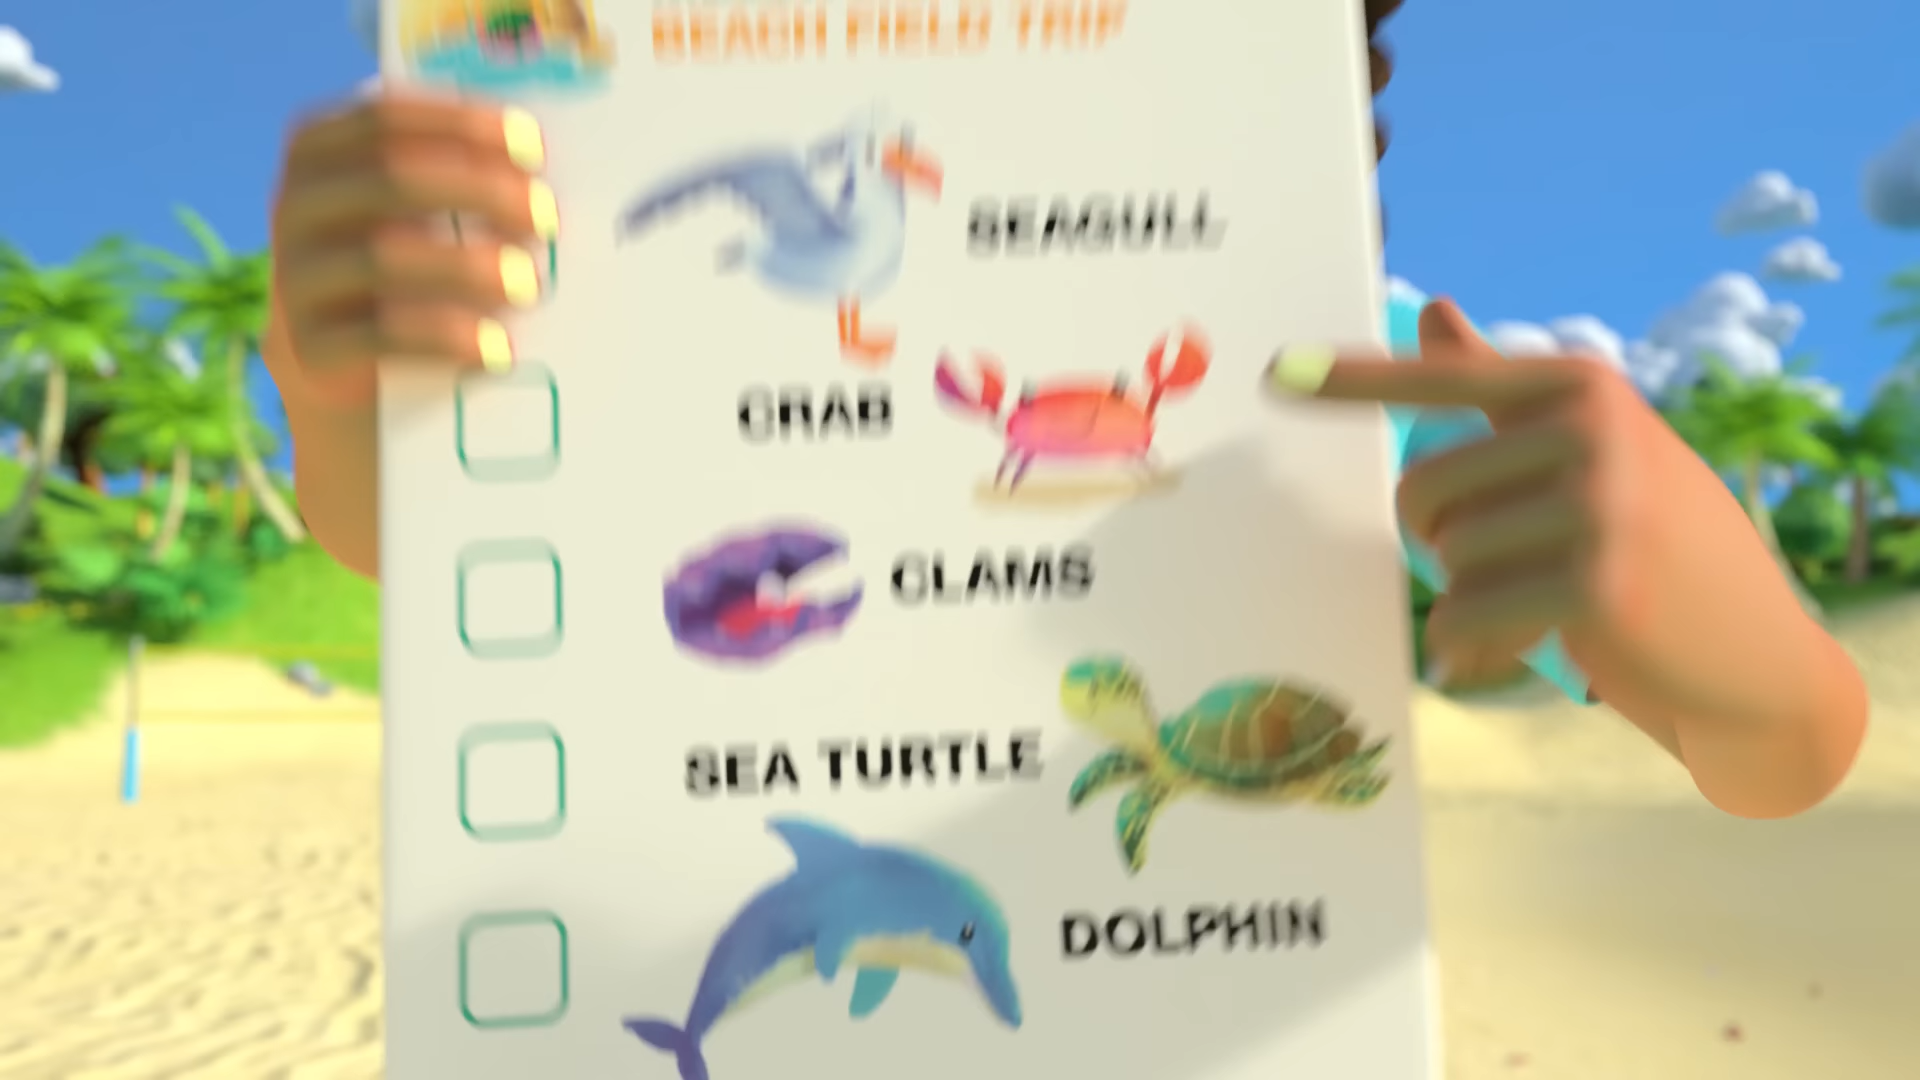 BEACH FIELD TRIP
SEAGULL
CRAB
CLAMS
SEA TURTLE
DOLPHIN